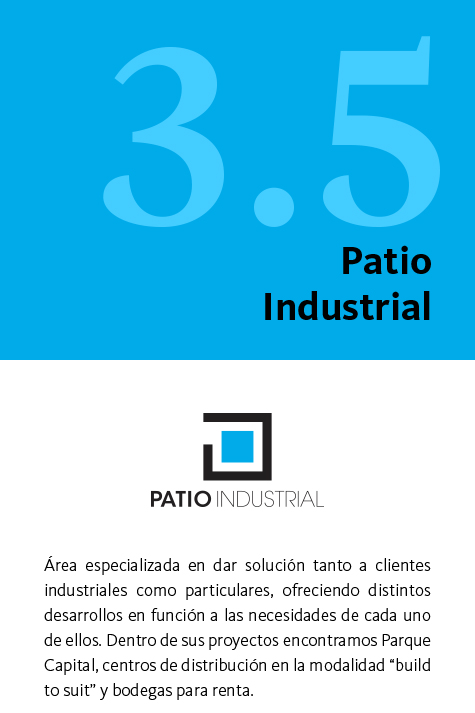 3.5
Patio
Industrial
PATIO INDUSTRIAL
Área especializada en dar solución tanto a clientes
industriales como particulares, ofreciendo distintos
desarrollos en función a las necesidades de cada uno
de ellos. Dentro de sus proyectos encontramos Parque
Capital, centros de distribución en la modalidad “build
to suit” y bodegas para renta.